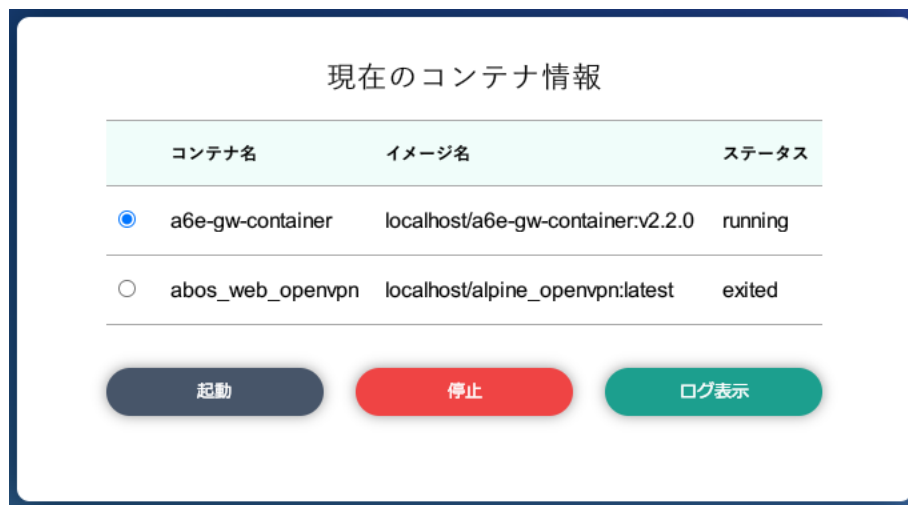 現在のコンテナ情報
コンテナ名 イメージ名 ステータス
a6e-gw-container localhost/a6e-gw-container:v2.2.0 running
abos_web_openvpn localhost/alpine_openvpn:latest exited
起動 停止 ログ表示